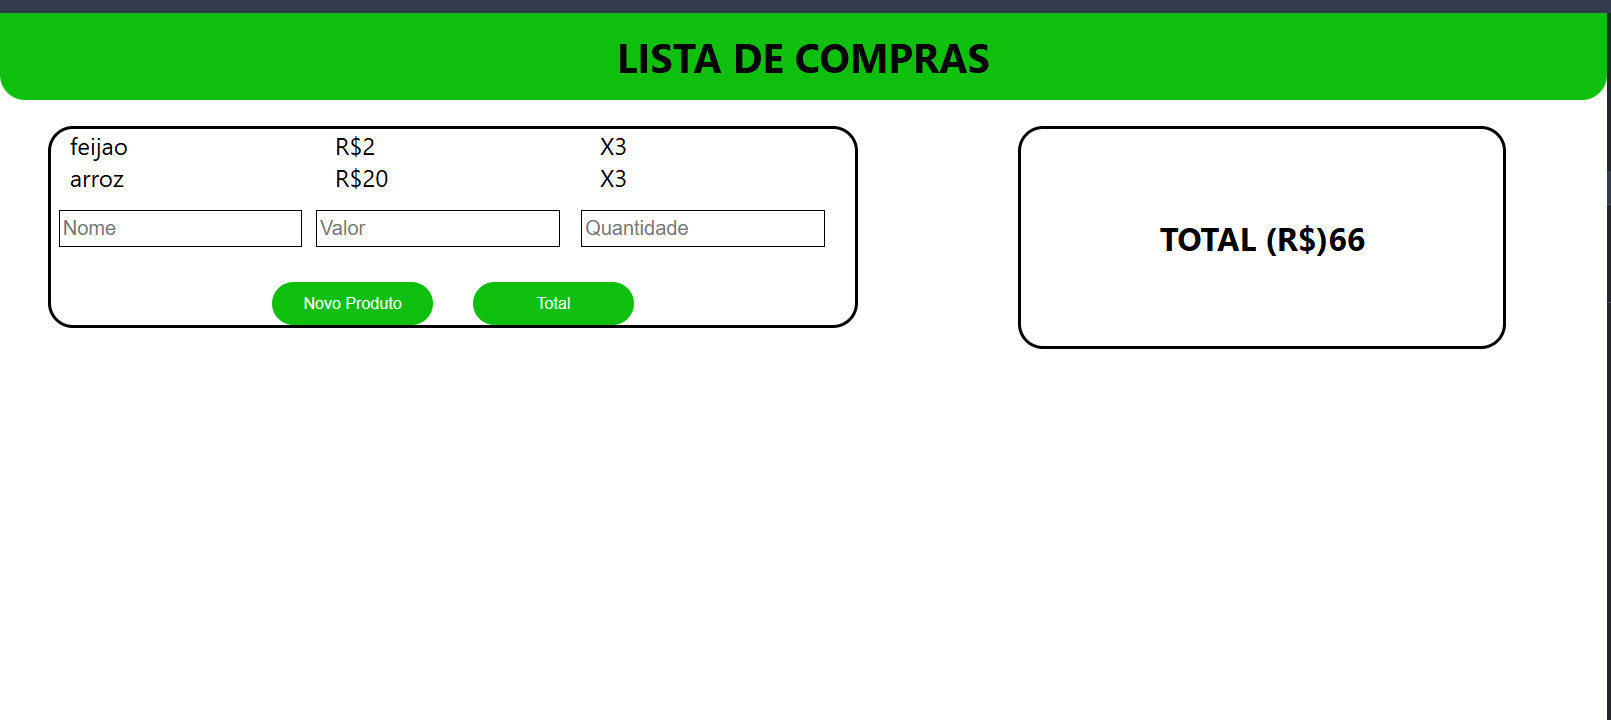 LISTA DE COMPRAS
feijao R$2 X3
arroz R$20 X3
Nome Valor Quantidade
Novo Produto Total
TOTAL (R$)66